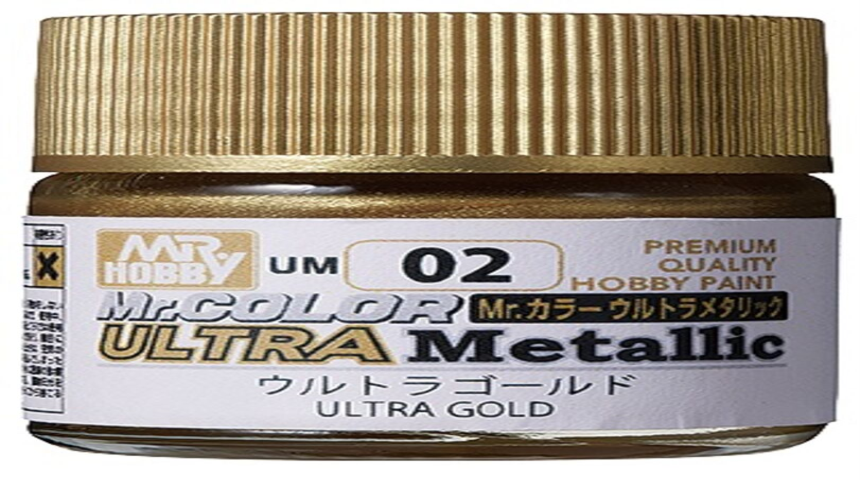 MR. HOBBY
UM 02
PREMIUM
QUALITY
HOBBY PAINT
Mr.COLOR Mr.カラー ウルトラメタリック
ULTRA Metallic
ウルトラゴールド
ULTRA GOLD